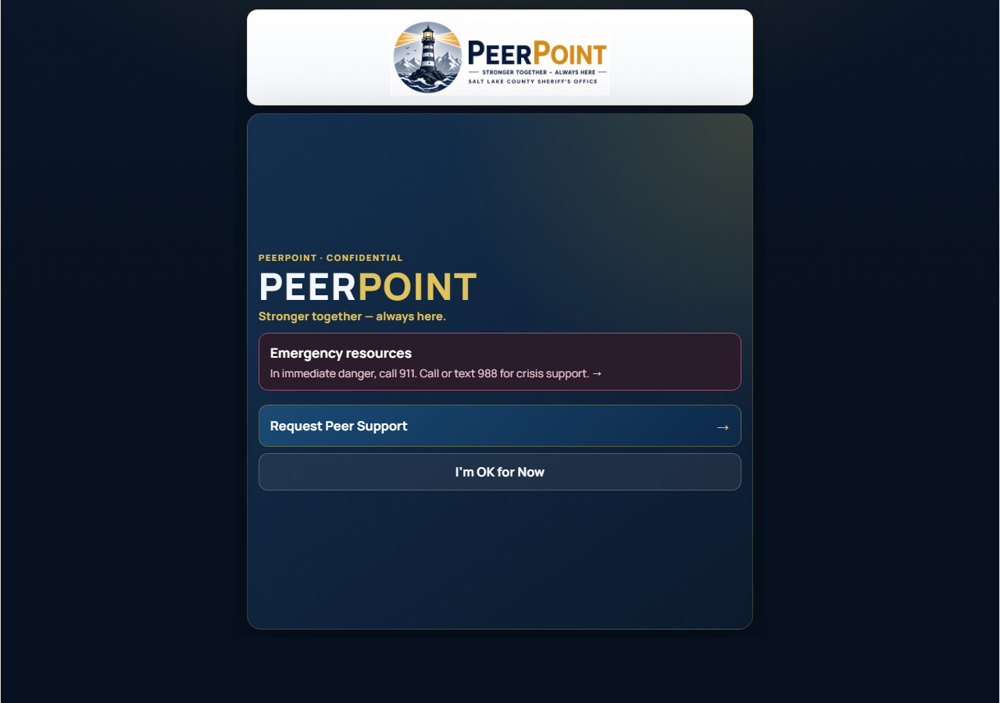 PEERPOINT
STRONGER TOGETHER – ALWAYS HERE
SALT LAKE COUNTY SHERIFF'S OFFICE
PEERPOINT · CONFIDENTIAL
PEERPOINT
Stronger together — always here.
Emergency resources
In immediate danger, call 911. Call or text 988 for crisis support. →
Request Peer Support →
I'm OK for Now